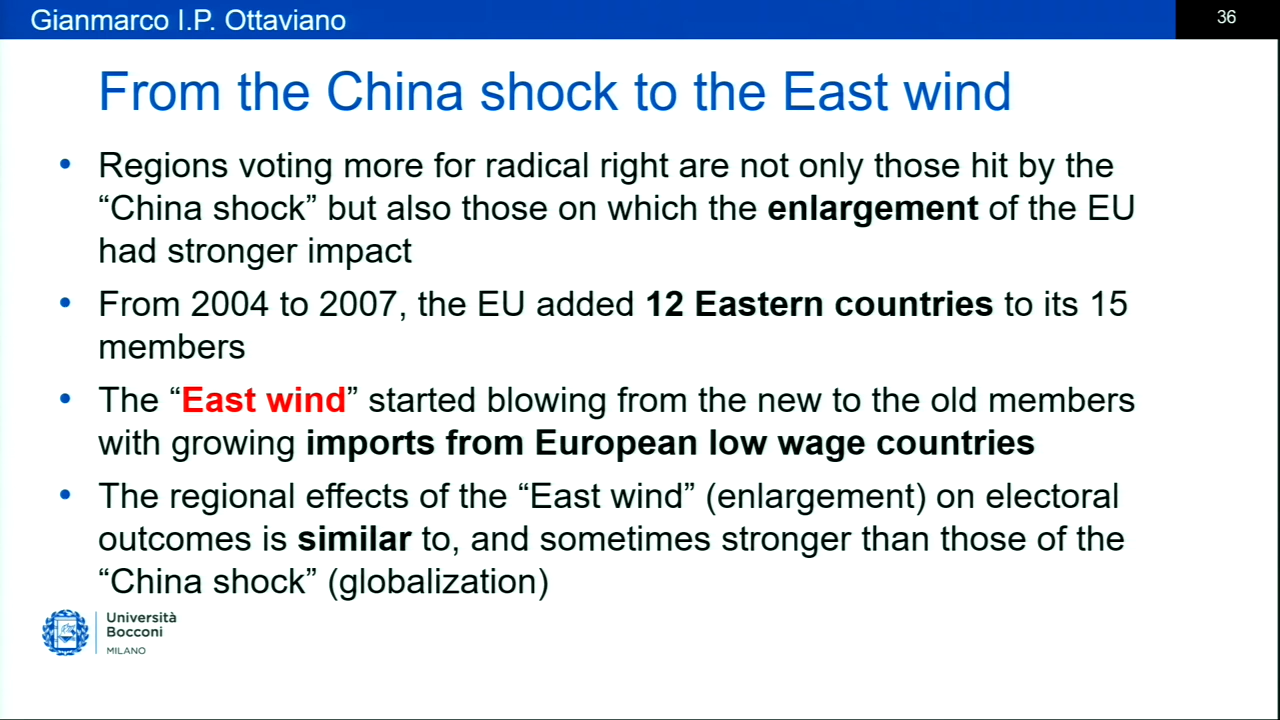 Gianmarco I.P. Ottaviano
36
From the China shock to the East wind
• Regions voting more for radical right are not only those hit by the
“China shock” but also those on which the enlargement of the EU
had stronger impact
• From 2004 to 2007, the EU added 12 Eastern countries to its 15
members
• The “East wind” started blowing from the new to the old members
with growing imports from European low wage countries
• The regional effects of the “East wind” (enlargement) on electoral
outcomes is similar to, and sometimes stronger than those of the
“China shock” (globalization)
Università
Bocconi
MILANO